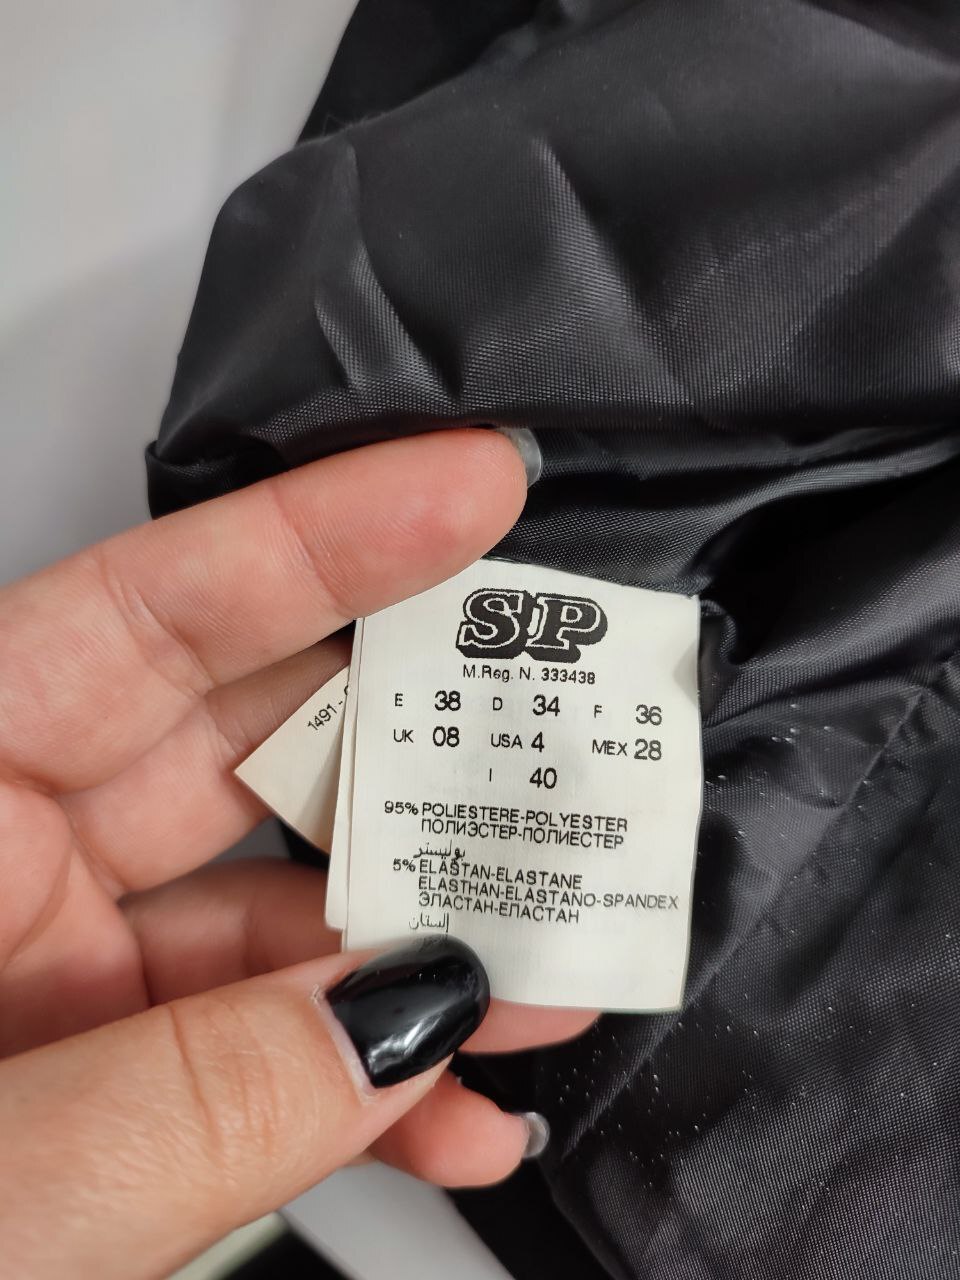 SP
M.Reg. N. 333438
E 38 D 34 F 36
UK 08 USA 4 MEX 28
I 40
95% POLIESTERE-POLYESTER
ПОЛИЭСТЕР-ПОЛИЕСТЕР
بوليستر
5% ELASTAN-ELASTANE
ELASTHAN-ELASTANO-SPANDEX
ЭЛАСТАН-ЕЛАСТАН
إلستان
1491 -